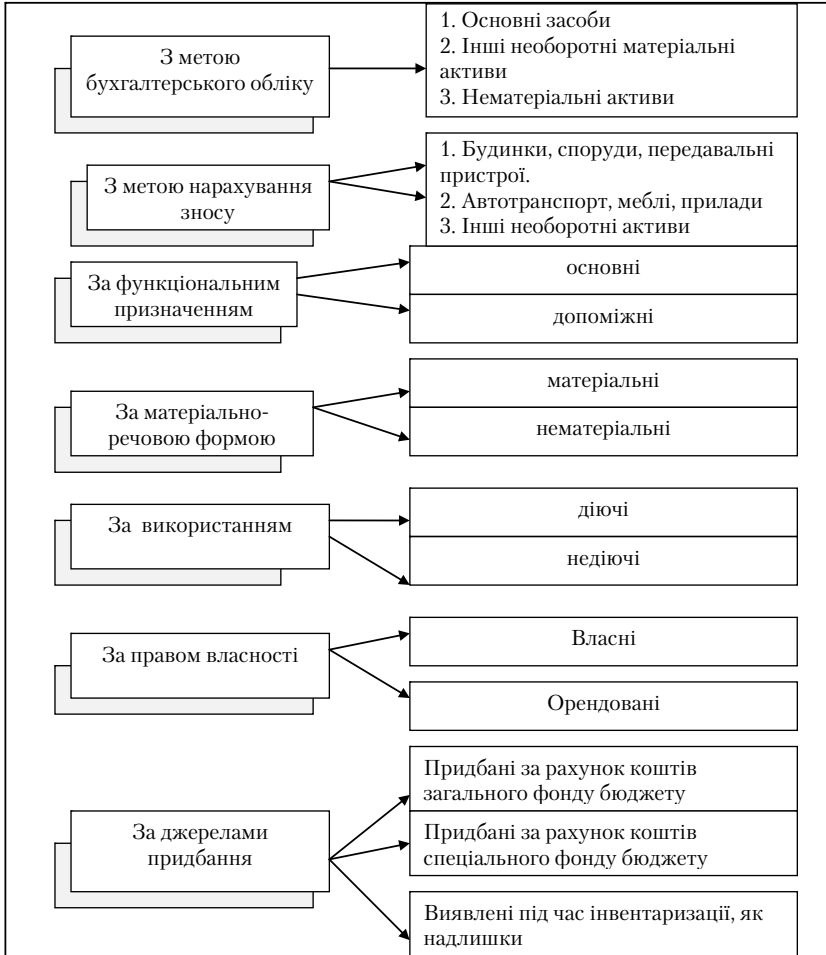 З метою
бухгалтерського обліку
1. Основні засоби
2. Інші необоротні матеріальні
активи
3. Нематеріальні активи
З метою нарахування
зносу
1. Будинки, споруди, передавальні
пристрої.
2. Автотранспорт, меблі, прилади
3. Інші необоротні активи
За функціональним
призначенням
основні
допоміжні
За матеріально-
речовою формою
матеріальні
нематеріальні
За використанням
діючі
недіючі
За правом власності
Власні
Орендовані
За джерелами
придбання
Придбані за рахунок коштів
загального фонду бюджету
Придбані за рахунок коштів
спеціального фонду бюджету
Виявлені під час інвентаризації, як
надлишки